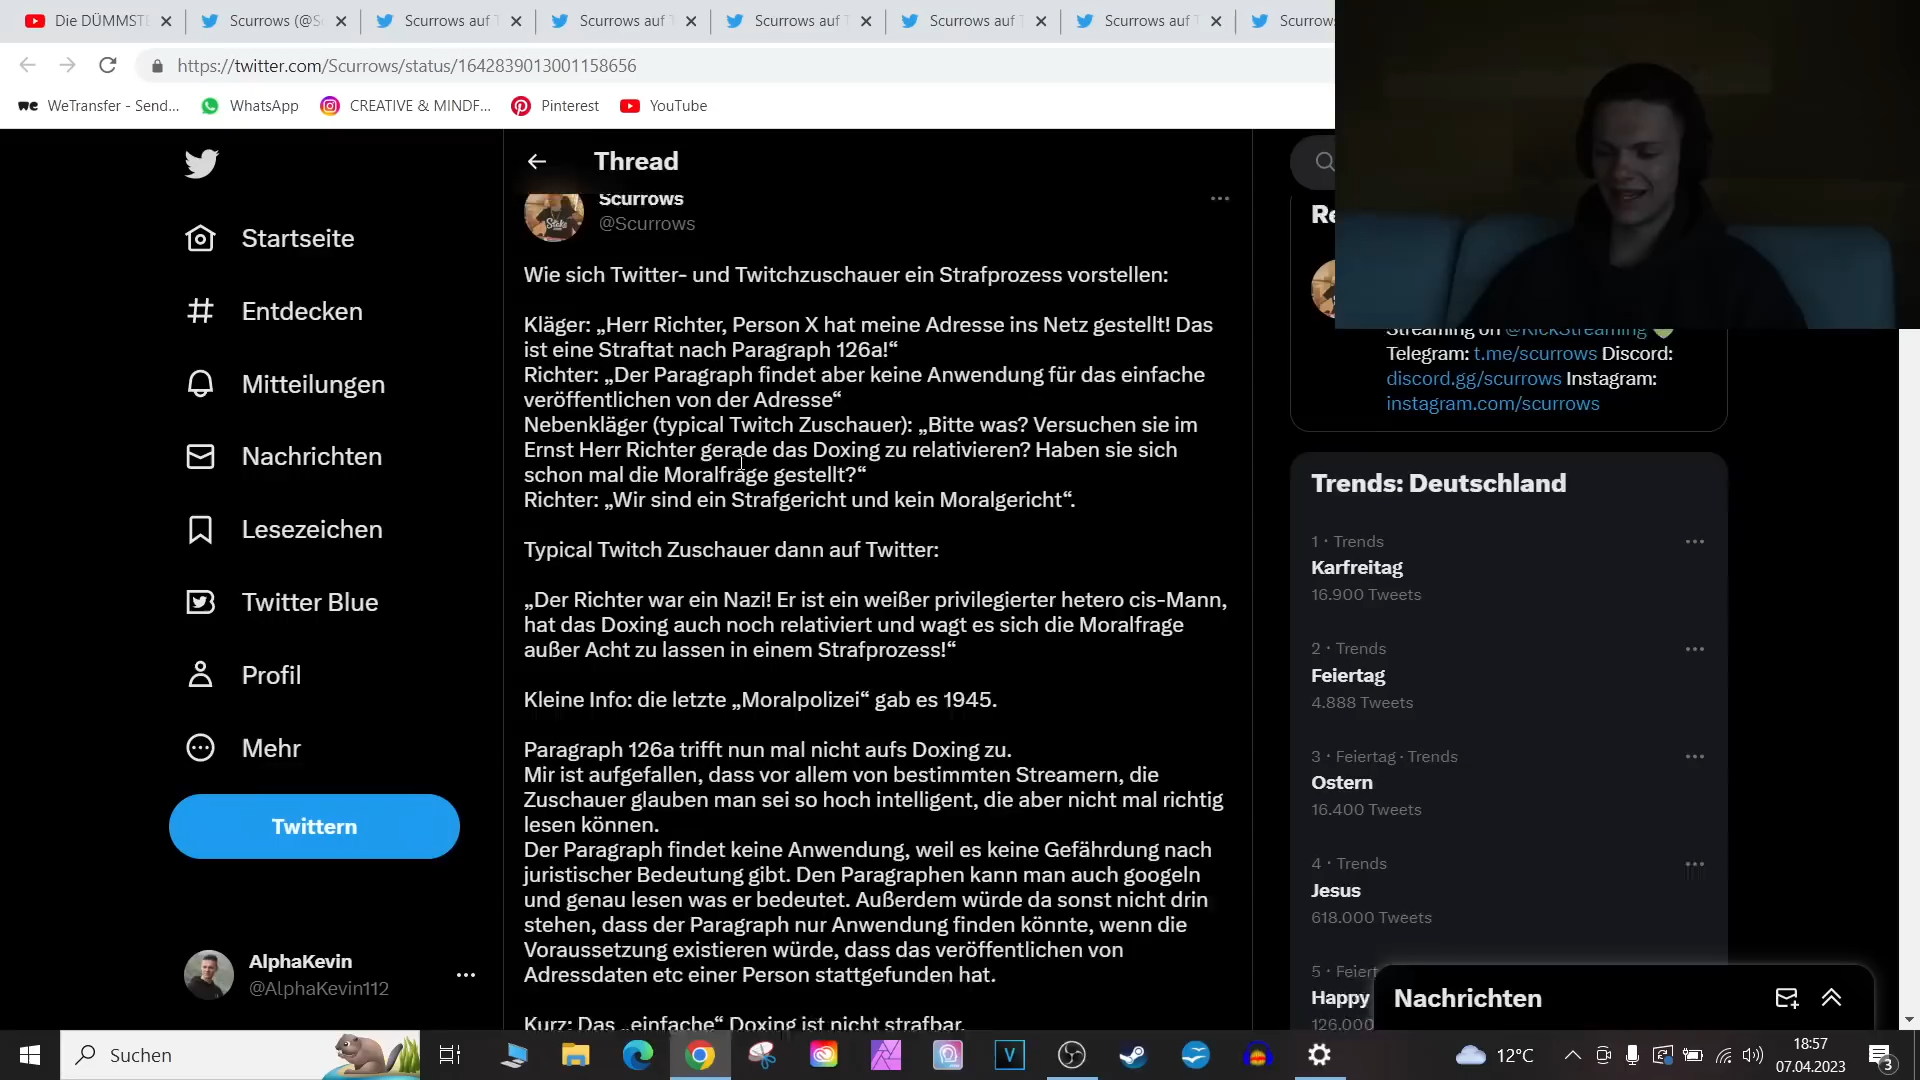 Die DÜMMST
Scurrows (@S
Scurrows auf
Scurrows auf
Scurrows auf
Scurrows auf
Scurrows auf
Scurrows
https://twitter.com/Scurrows/status/1642839013001158656
we WeTransfer - Send...
WhatsApp
CREATIVE & MINDF...
Pinterest
YouTube
Startseite
Entdecken
Mitteilungen
Nachrichten
Lesezeichen
Twitter Blue
Profil
Mehr
Twittern
AlphaKevin
@AlphaKevin112
Thread
Scurrows
@Scurrows
Wie sich Twitter- und Twitchzuschauer ein Strafprozess vorstellen:
Kläger: „Herr Richter, Person X hat meine Adresse ins Netz gestellt! Das
ist eine Straftat nach Paragraph 126a!“
Richter: „Der Paragraph findet aber keine Anwendung für das einfache
veröffentlichen von der Adresse“
Nebenkläger (typical Twitch Zuschauer): „Bitte was? Versuchen sie im
Ernst Herr Richter gerade das Doxing zu relativieren? Haben sie sich
schon mal die Moralfrage gestellt?“
Richter: „Wir sind ein Strafgericht und kein Moralgericht“.
Typical Twitch Zuschauer dann auf Twitter:
„Der Richter war ein Nazi! Er ist ein weißer privilegierter hetero cis-Mann,
hat das Doxing auch noch relativiert und wagt es sich die Moralfrage
außer Acht zu lassen in einem Strafprozess!“
Kleine Info: die letzte „Moralpolizei“ gab es 1945.
Paragraph 126a trifft nun mal nicht aufs Doxing zu.
Mir ist aufgefallen, dass vor allem von bestimmten Streamern, die
Zuschauer glauben man sei so hoch intelligent, die aber nicht mal richtig
lesen können.
Der Paragraph findet keine Anwendung, weil es keine Gefährdung nach
juristischer Bedeutung gibt. Den Paragraphen kann man auch googeln
und genau lesen was er bedeutet. Außerdem würde da sonst nicht drin
stehen, dass der Paragraph nur Anwendung finden könnte, wenn die
Voraussetzung existieren würde, dass das veröffentlichen von
Adressdaten etc einer Person stattgefunden hat.
Kurz: Das „einfache“ Doxing ist nicht strafbar.
Re
Streaming on @KickStreaming
Telegram: t.me/scurrows Discord:
discord.gg/scurrows Instagram:
instagram.com/scurrows
Trends: Deutschland
1 · Trends
Karfreitag
16.900 Tweets
2 · Trends
Feiertag
4.888 Tweets
3 · Feiertag · Trends
Ostern
16.400 Tweets
4 · Trends
Jesus
618.000 Tweets
5 · Feiert
Happy
126.000
Nachrichten
Suchen
12°C
18:57
07.04.2023
3